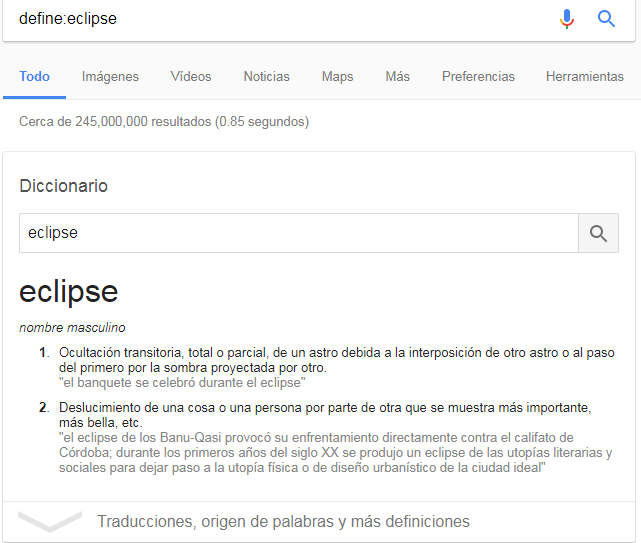 define:eclipse
Todo Imágenes Vídeos Noticias Maps Más Preferencias Herramientas
Cerca de 245,000,000 resultados (0.85 segundos)
Diccionario
eclipse
eclipse
nombre masculino
1. Ocultación transitoria, total o parcial, de un astro debida a la interposición de otro astro o al paso
del primero por la sombra proyectada por otro.
"el banquete se celebró durante el eclipse"
2. Deslucimiento de una cosa o una persona por parte de otra que se muestra más importante,
más bella, etc.
"el eclipse de los Banu-Qasi provocó su enfrentamiento directamente contra el califato de
Córdoba; durante los primeros años del siglo XX se produjo un eclipse de las utopías literarias y
sociales para dejar paso a la utopía física o de diseño urbanístico de la ciudad ideal"
Traducciones, origen de palabras y más definiciones